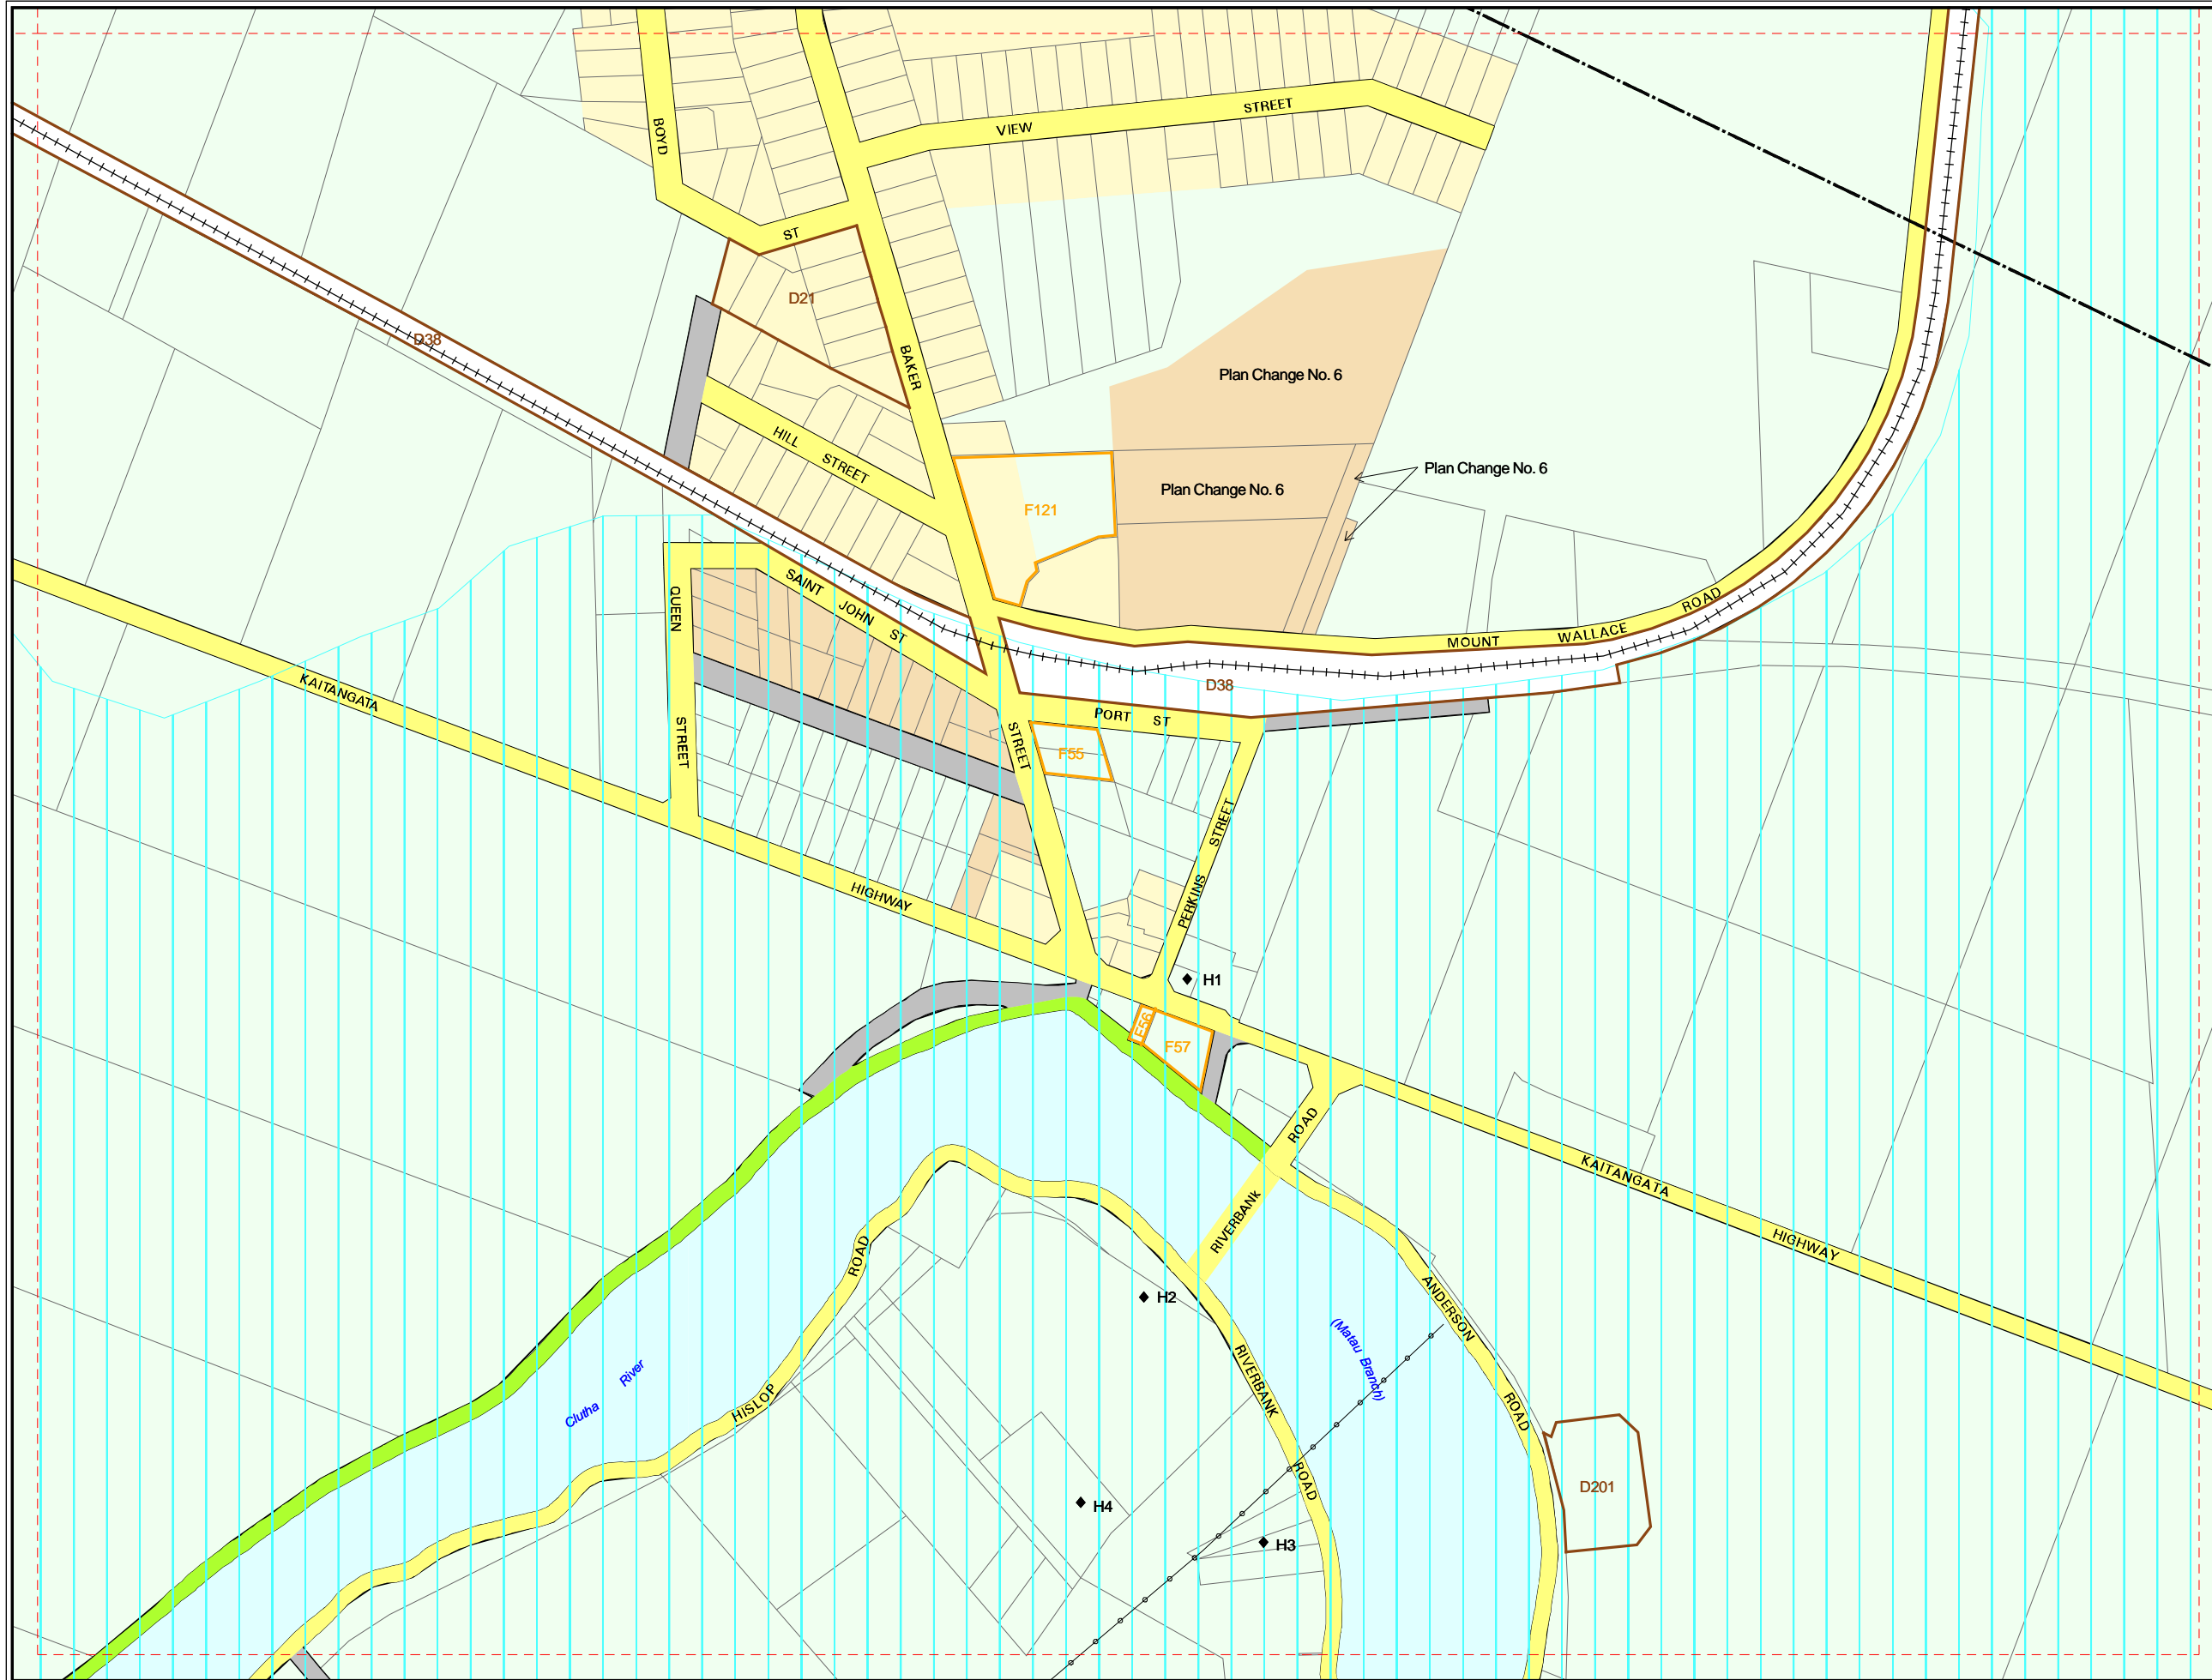 BOYD
VIEW STREET
ST
D21
D38
BAKER
Plan Change No. 6
HILL STREET
Plan Change No. 6
Plan Change No. 6
F121
SAINT JOHN ST
QUEEN
STREET
ROAD
MOUNT WALLACE
D38
KAITANGATA
PORT ST
STREET
F55
STREET
HIGHWAY
PERKINS
H1
F56
F57
ROAD
KAITANGATA
RIVERBANK
HIGHWAY
ROAD
H2
ANDERSON
(Matau Branch)
RIVERBANK
River
Clutha
HISLOP
ROAD
ROAD
D201
H4
H3